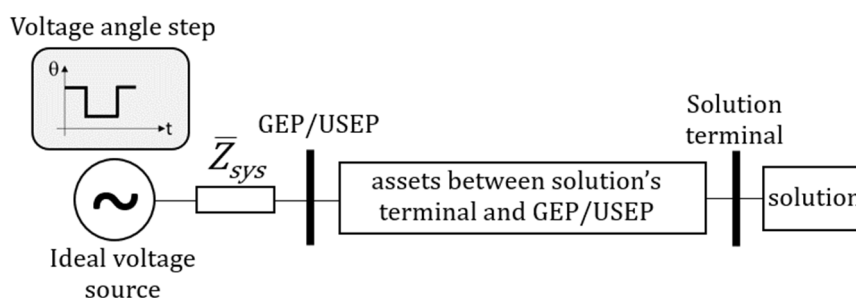 Voltage angle step
θ
t
GEP/USEP
Z̅sys
Solution
terminal
assets between solution's
terminal and GEP/USEP
solution
Ideal voltage
source